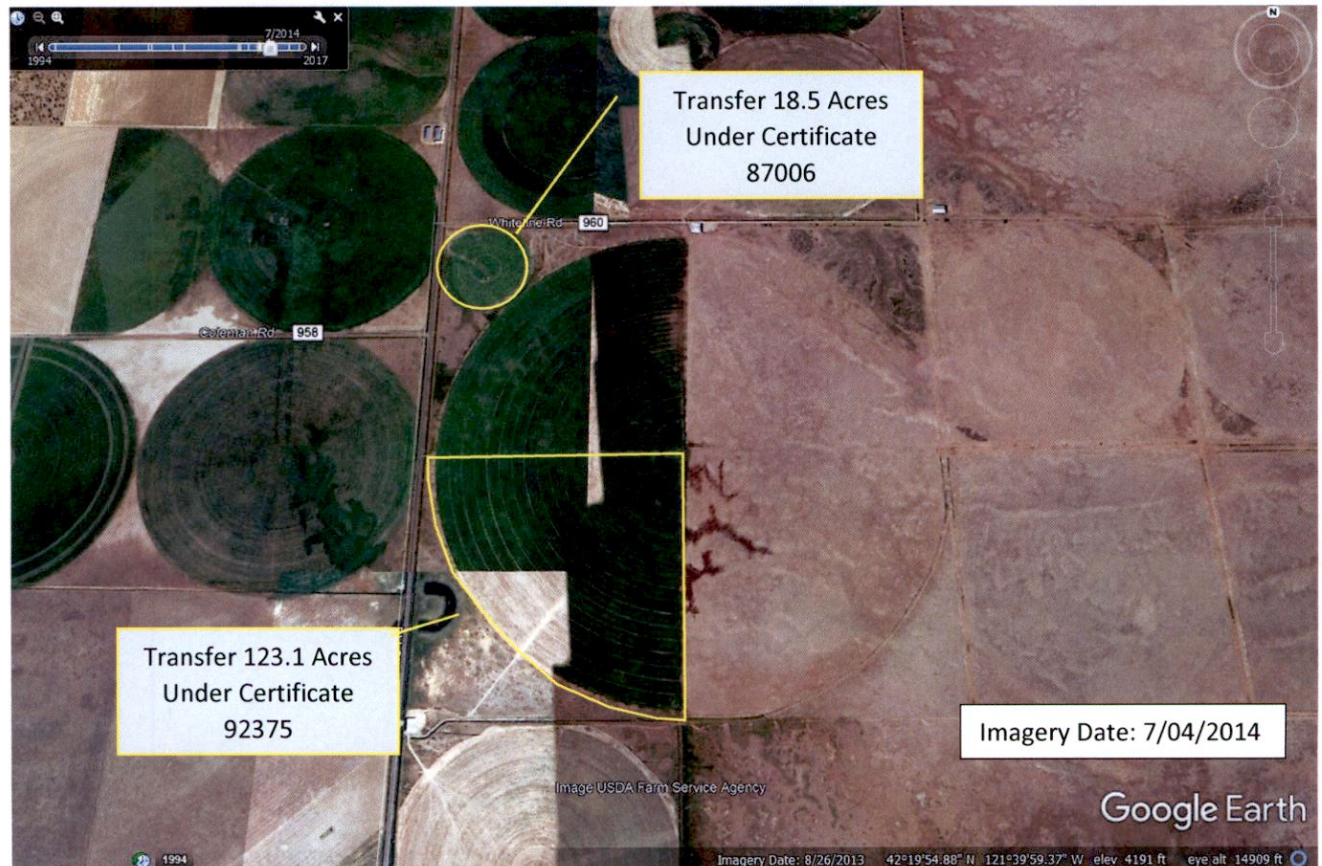 7/2014
1994
2017
N
Transfer 18.5 Acres
Under Certificate
87006
Whiteline Rd 960
Coleman Rd 958
Transfer 123.1 Acres
Under Certificate
92375
Imagery Date: 7/04/2014
Image USDA Farm Service Agency
Google Earth
1994
Imagery Date: 8/26/2013 42°19'54.88" N 121°39'59.37" W elev 4191 ft eye alt 14909 ft